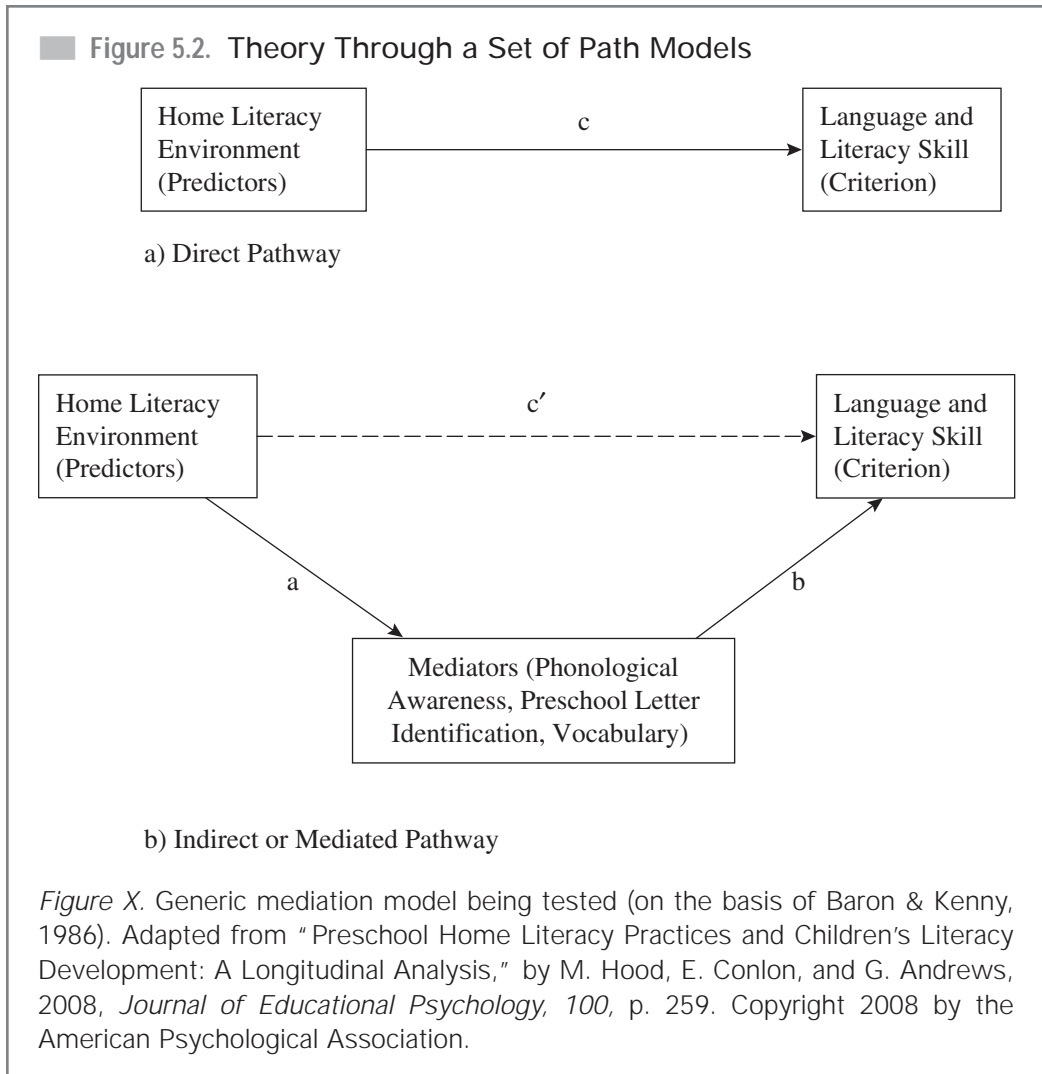 Figure 5.2. Theory Through a Set of Path Models
Home Literacy
Environment
(Predictors)
c
Language and
Literacy Skill
(Criterion)
a) Direct Pathway
Home Literacy
Environment
(Predictors)
c′
Language and
Literacy Skill
(Criterion)
a
b
Mediators (Phonological
Awareness, Preschool Letter
Identification, Vocabulary)
b) Indirect or Mediated Pathway
Figure X. Generic mediation model being tested (on the basis of Baron & Kenny,
1986). Adapted from “Preschool Home Literacy Practices and Children’s Literacy
Development: A Longitudinal Analysis,” by M. Hood, E. Conlon, and G. Andrews,
2008, Journal of Educational Psychology, 100, p. 259. Copyright 2008 by the
American Psychological Association.